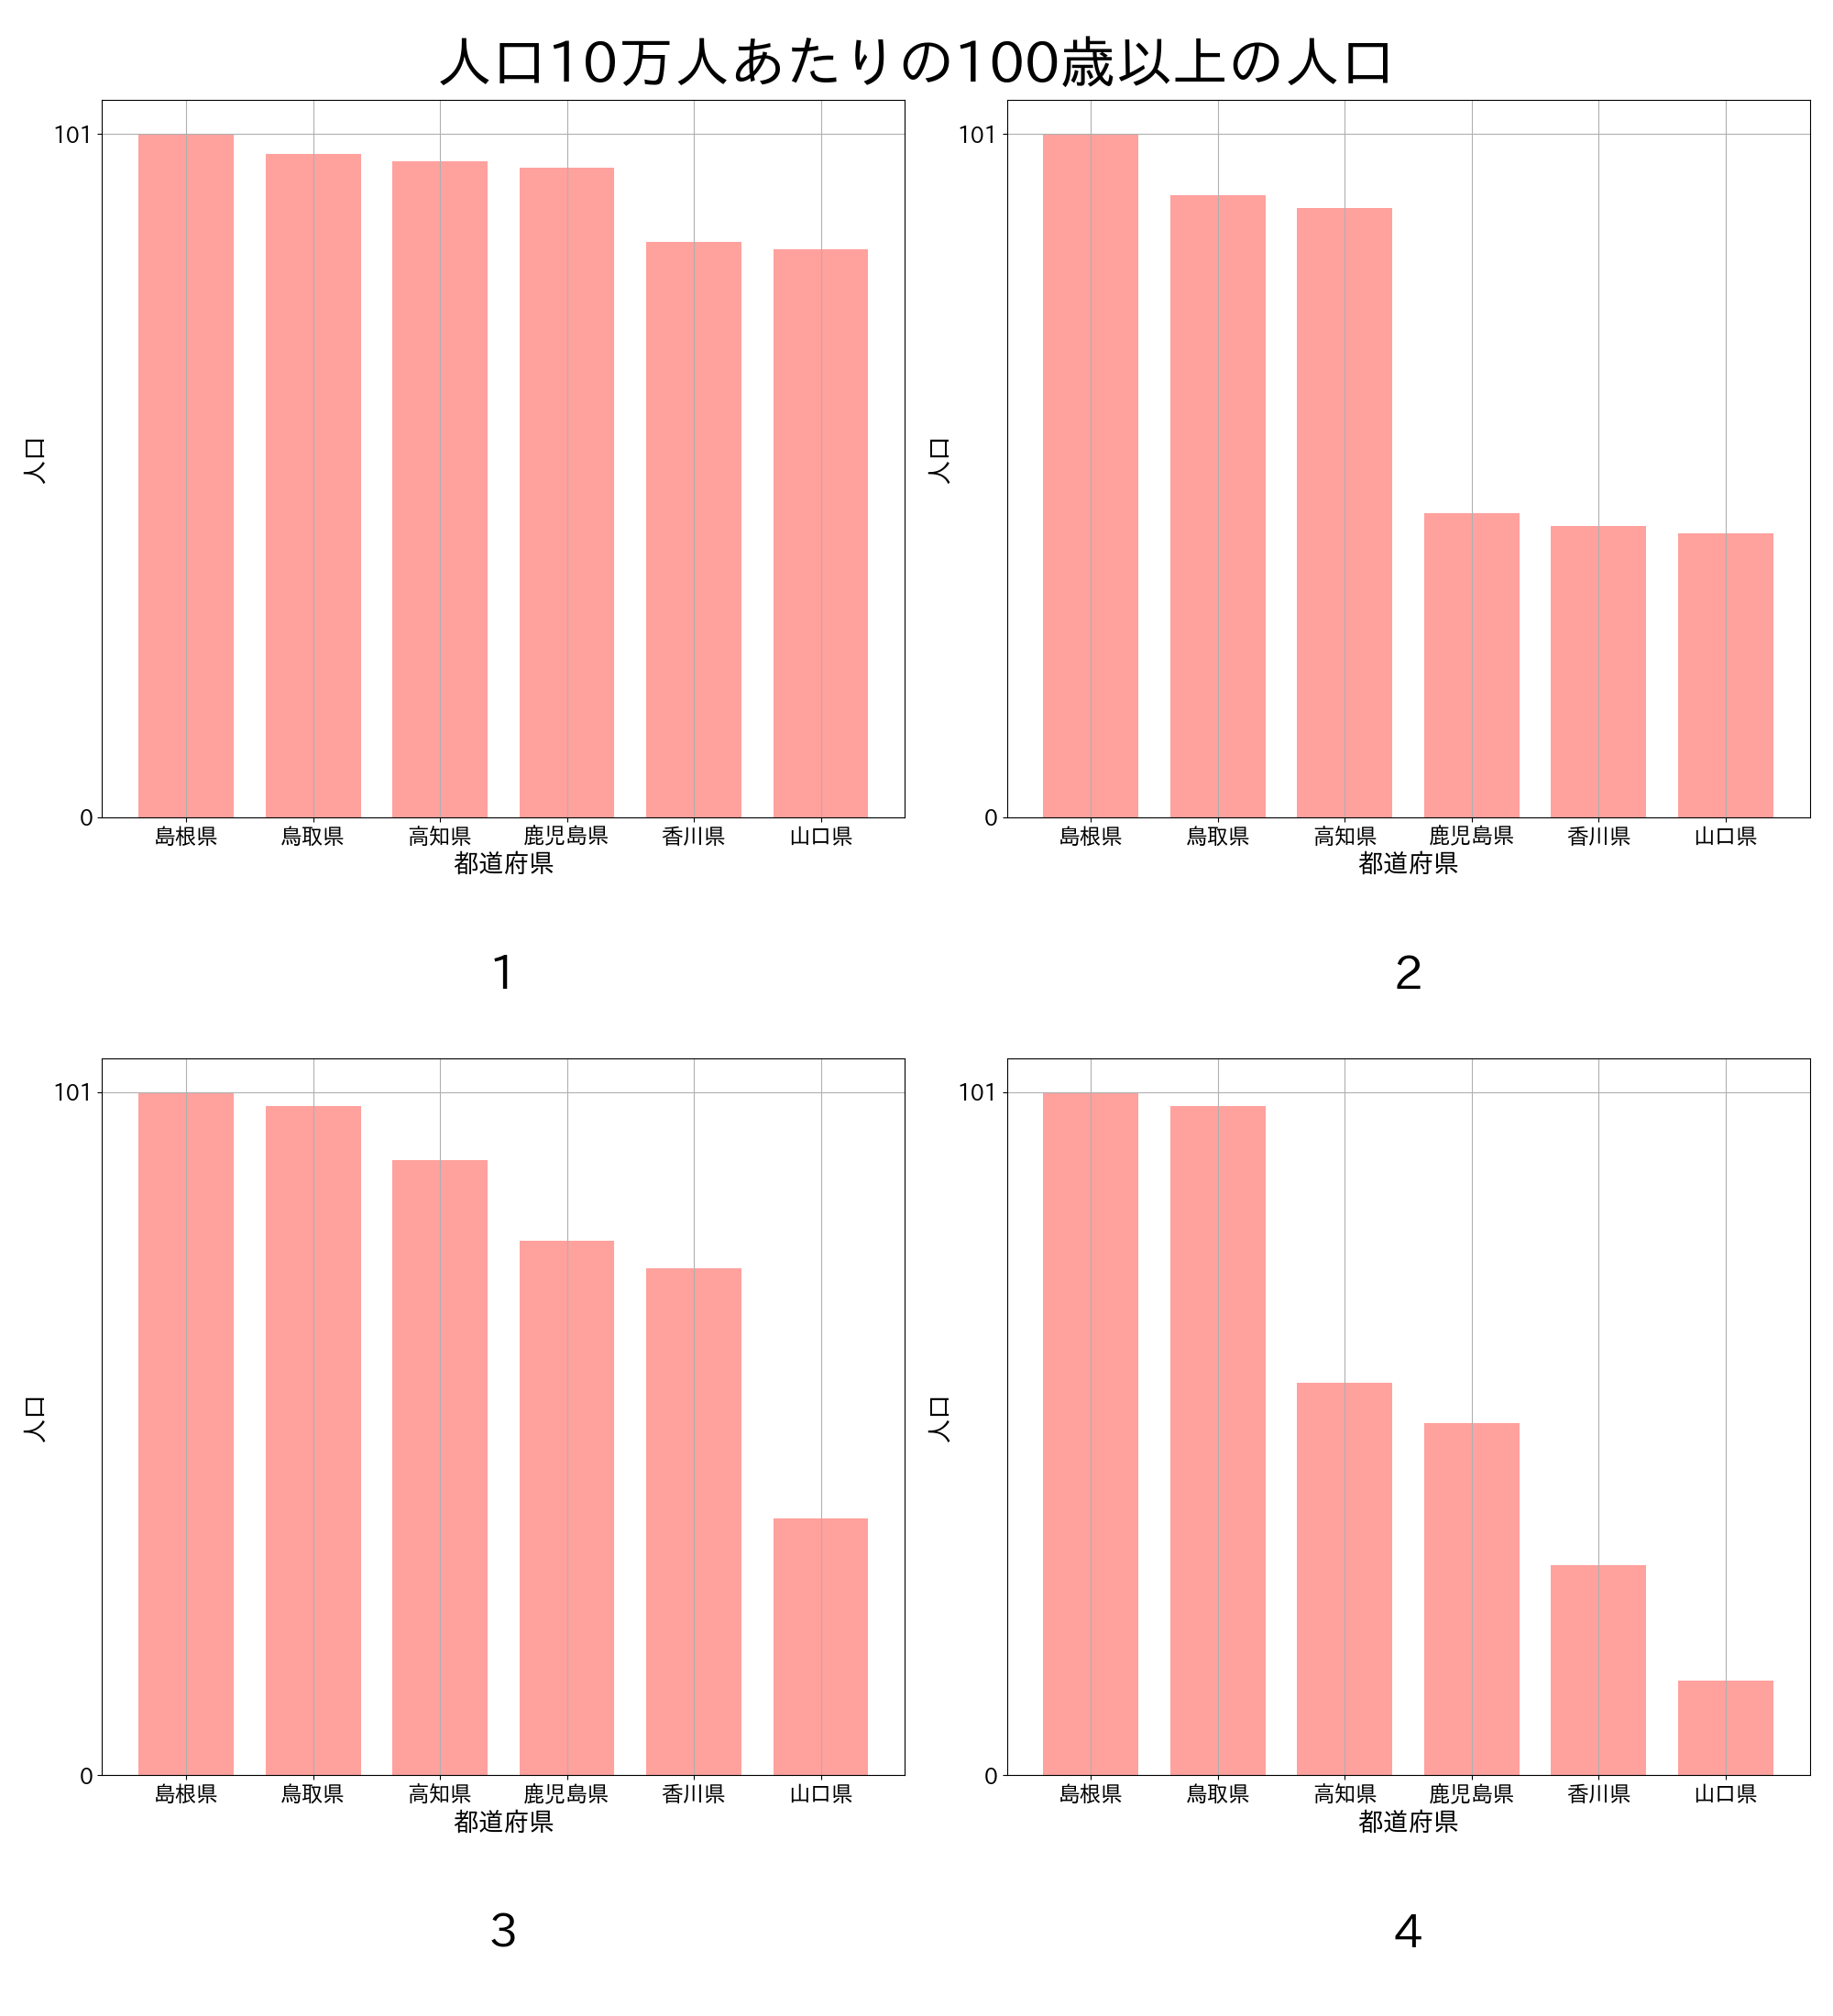 人口10万人あたりの100歳以上の人口
人口
101
0
島根県 鳥取県 高知県 鹿児島県 香川県 山口県
都道府県
1
人口
101
0
島根県 鳥取県 高知県 鹿児島県 香川県 山口県
都道府県
2
人口
101
0
島根県 鳥取県 高知県 鹿児島県 香川県 山口県
都道府県
3
人口
101
0
島根県 鳥取県 高知県 鹿児島県 香川県 山口県
都道府県
4